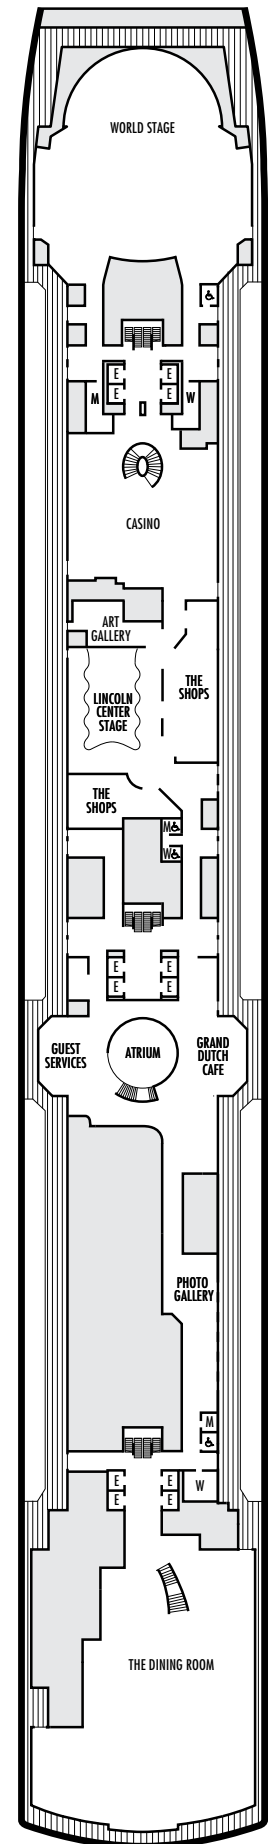 WORLD STAGE
E E
E E
M W
CASINO
ART
GALLERY
THE
SHOPS
LINCOLN
CENTER
STAGE
THE
SHOPS
M
W
E E
E E
GUEST
SERVICES
ATRIUM
GRAND
DUTCH
CAFE
PHOTO
GALLERY
M
E E
W
E E
THE DINING ROOM